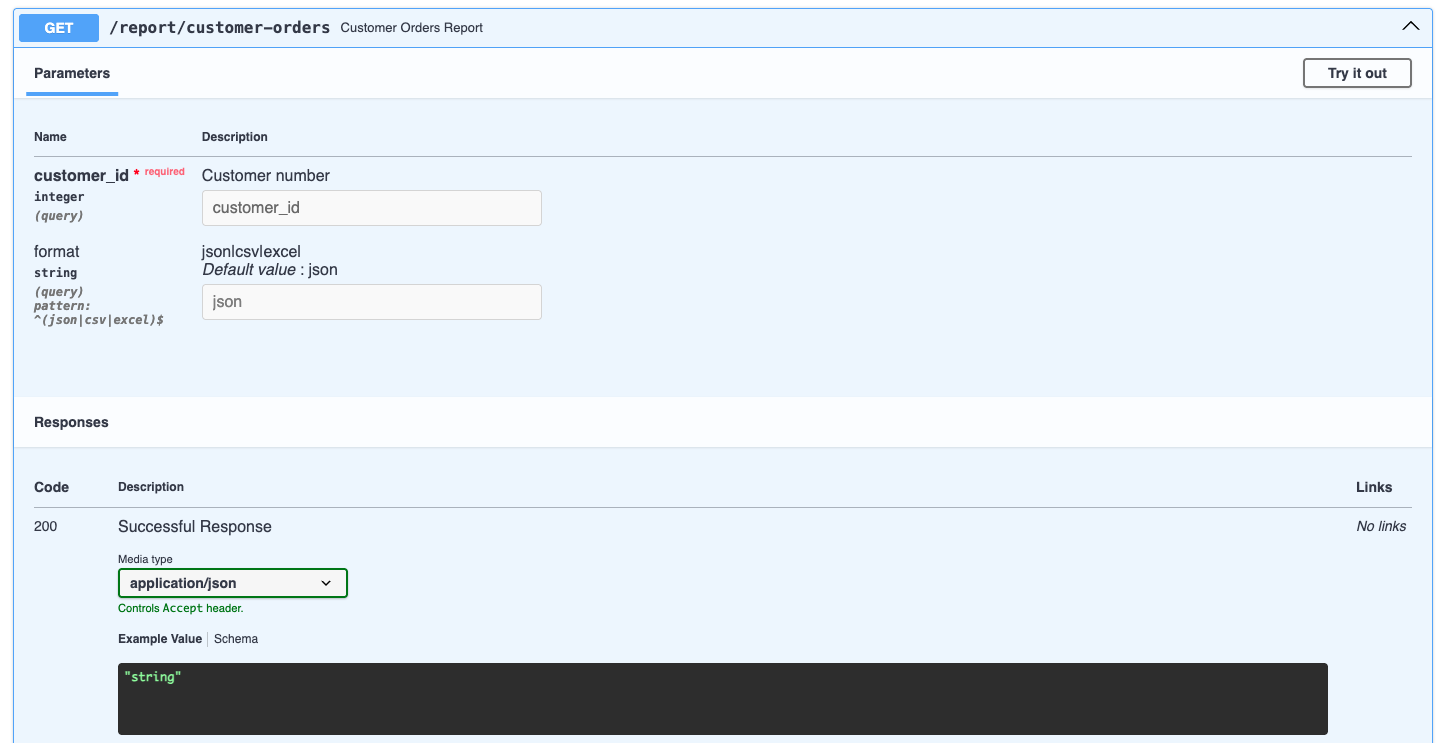 GET /report/customer-orders Customer Orders Report
Parameters Try it out
Name Description
customer_id * required Customer number
integer
(query)
customer_id
format json|csv|excel
string Default value : json
(query)
pattern: ^(json|csv|excel)$
json
Responses
Code Description Links
200 Successful Response No links
Media type
application/json
Controls Accept header.
Example Value Schema
"string"